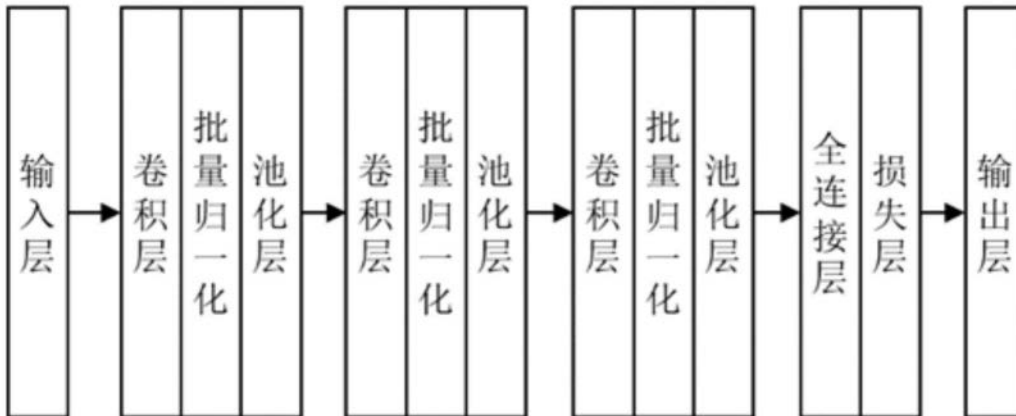 输入层
卷积层
批量归一化
池化层
卷积层
批量归一化
池化层
卷积层
批量归一化
池化层
全连接层
损失层
输出层